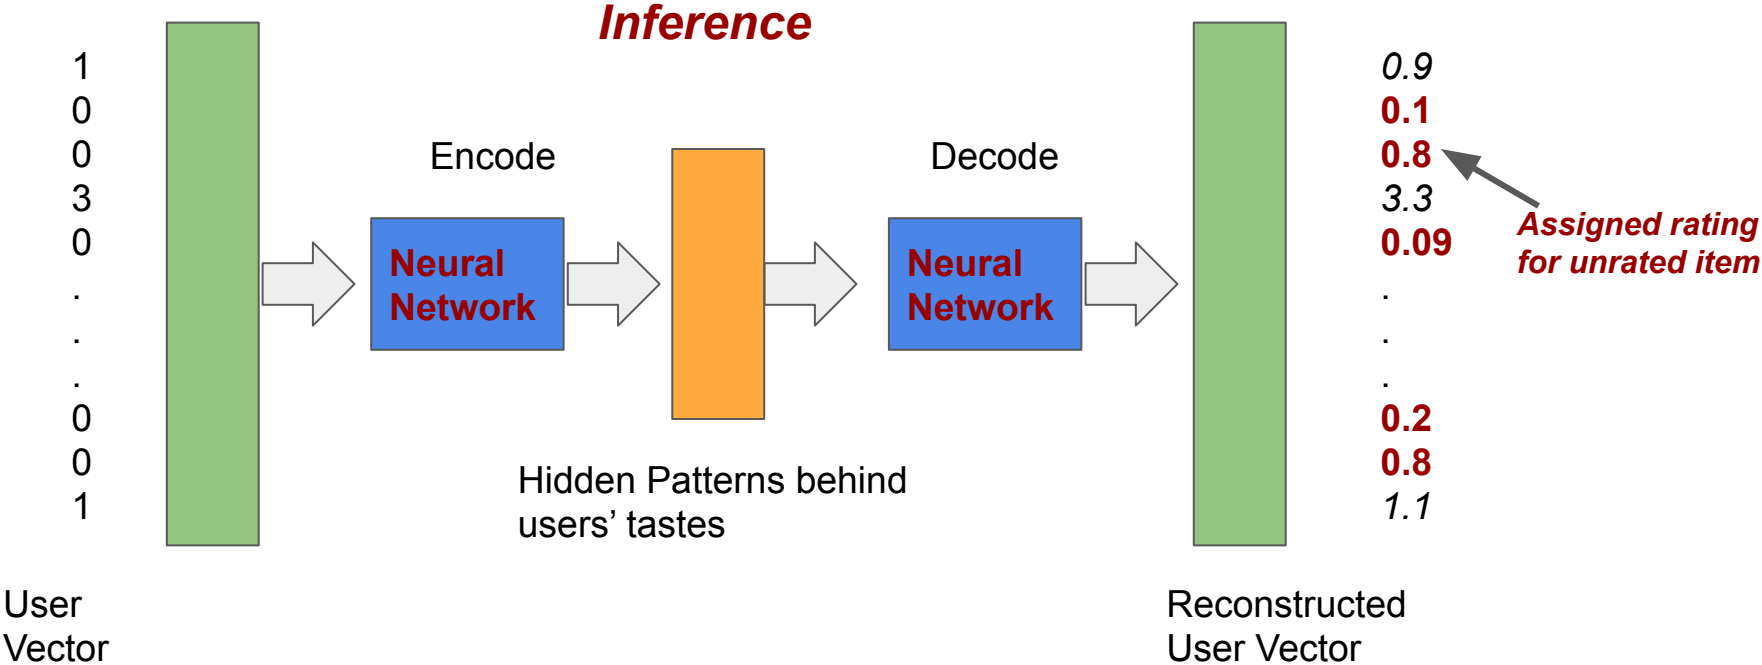 Inference
1
0
0
3
0
.
.
.
0
0
1
Encode
Neural
Network
Hidden Patterns behind
users’ tastes
Decode
Neural
Network
0.9
0.1
0.8
3.3
0.09
.
.
.
0.2
0.8
1.1
Assigned rating
for unrated item
User
Vector
Reconstructed
User Vector